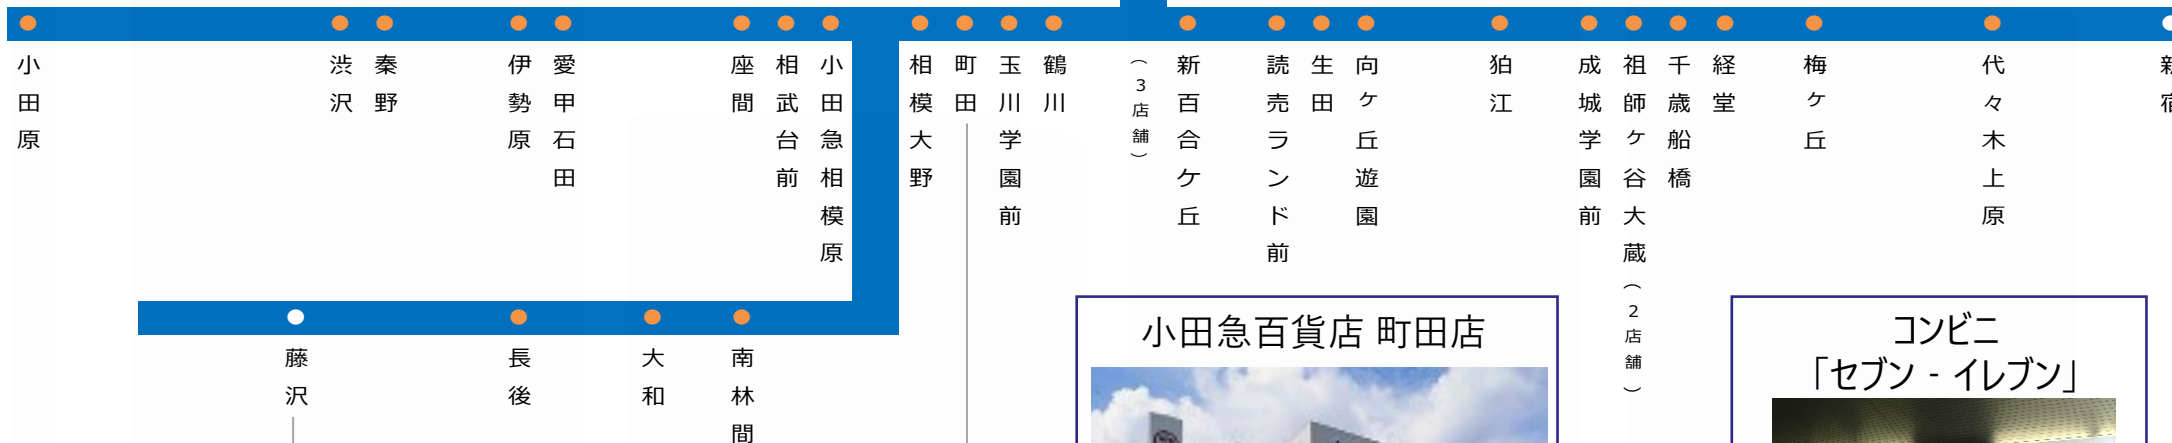 小田原
渋沢
秦野
伊勢原
愛甲石田
座間
相武台前
小田急相模原
相模大野
町田
玉川学園前
鶴川
（3店舗）
新百合ケ丘
読売ランド前
生田
向ケ丘遊園
狛江
成城学園前
祖師ケ谷大蔵（2店舗）
千歳船橋
経堂
梅ケ丘
代々木上原
藤沢
長後
大和
南林間
小田急百貨店 町田店
コンビニ
「セブン‐イレブン」